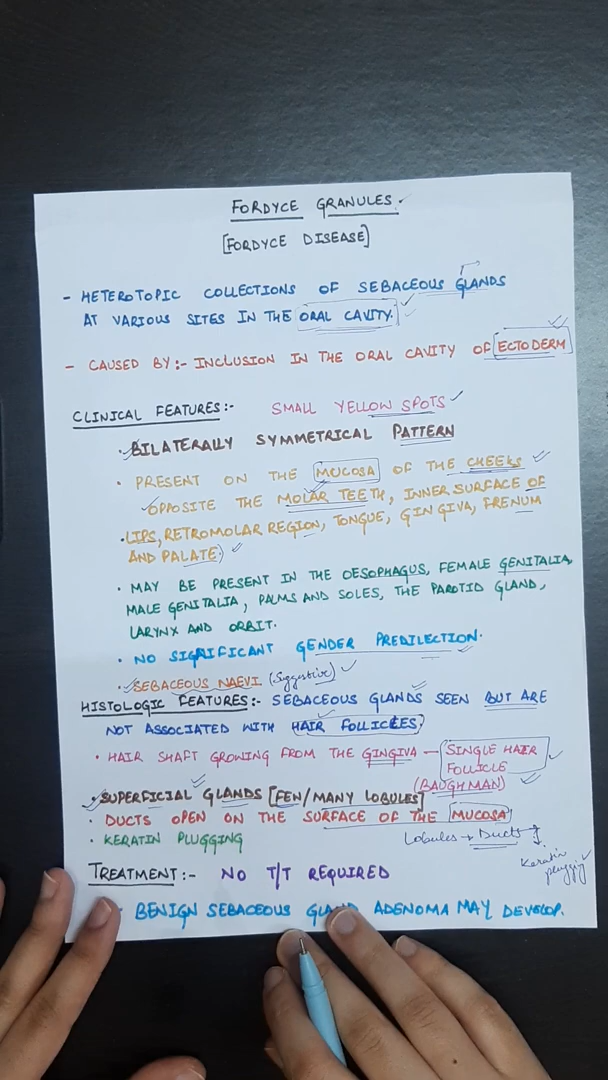 FORDYCE GRANULES.
[FORDYCE DISEASE]
- HETEROTOPIC COLLECTIONS OF SEBACEOUS GLANDS
AT VARIOUS SITES IN THE ORAL CAVITY.
- CAUSED BY:- INCLUSION IN THE ORAL CAVITY OF ECTODERM
CLINICAL FEATURES:- SMALL YELLOW SPOTS
• BILATERALLY SYMMETRICAL PATTERN
• PRESENT ON THE MUCOSA OF THE CHEEKS
OPPOSITE THE MOLAR TEETH, INNER SURFACE OF
• LIPS, RETROMOLAR REGION, TONGUE, GINGIVA, FRENUM
AND PALATE.
• MAY BE PRESENT IN THE OESOPHAGUS, FEMALE GENITALIA,
MALE GENITALIA, PALMS AND SOLES, THE PAROTID GLAND,
LARYNX AND ORBIT.
• NO SIGNIFICANT GENDER PREDILECTION.
• SEBACEOUS NAEVI (Suggestive)
HISTOLOGIC FEATURES:- SEBACEOUS GLANDS SEEN BUT ARE
NOT ASSOCIATED WITH HAIR FOLLICLES
• HAIR SHAFT GROWING FROM THE GINGIVA — SINGLE HAIR
FOLLICLE
(BAUGHMAN)
• SUPERFICIAL GLANDS [FEW/MANY LOBULES]
• DUCTS OPEN ON THE SURFACE OF THE MUCOSA
• KERATIN PLUGGING
Lobules → Ducts →
Keratin
plugging
TREATMENT:- NO T/T REQUIRED
• BENIGN SEBACEOUS GLAND ADENOMA MAY DEVELOP.